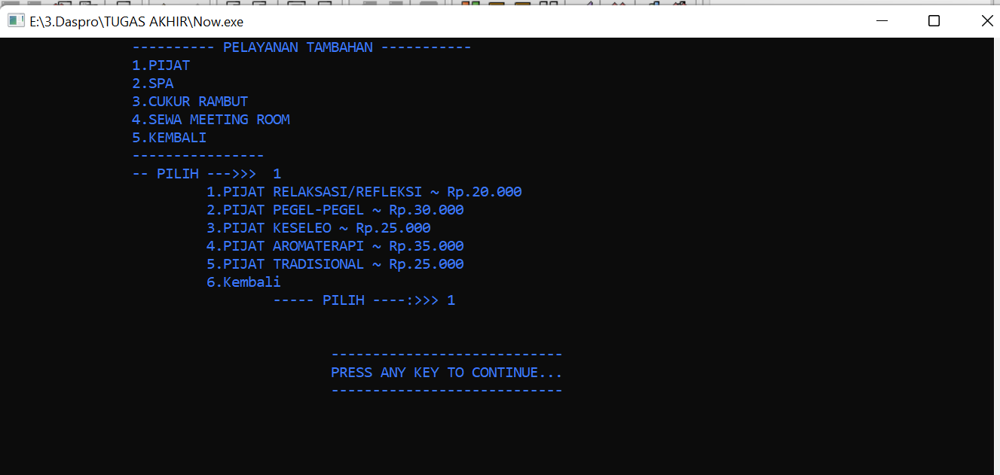 E:\3.Daspro\TUGAS AKHIR\Now.exe
---------- PELAYANAN TAMBAHAN -----------
1.PIJAT
2.SPA
3.CUKUR RAMBUT
4.SEWA MEETING ROOM
5.KEMBALI
----------------
-- PILIH --->>>  1
1.PIJAT RELAKSASI/REFLEKSI ~ Rp.20.000
2.PIJAT PEGEL-PEGEL ~ Rp.30.000
3.PIJAT KESELEO ~ Rp.25.000
4.PIJAT AROMATERAPI ~ Rp.35.000
5.PIJAT TRADISIONAL ~ Rp.25.000
6.Kembali
----- PILIH ----:>>> 1
----------------------------
PRESS ANY KEY TO CONTINUE...
----------------------------